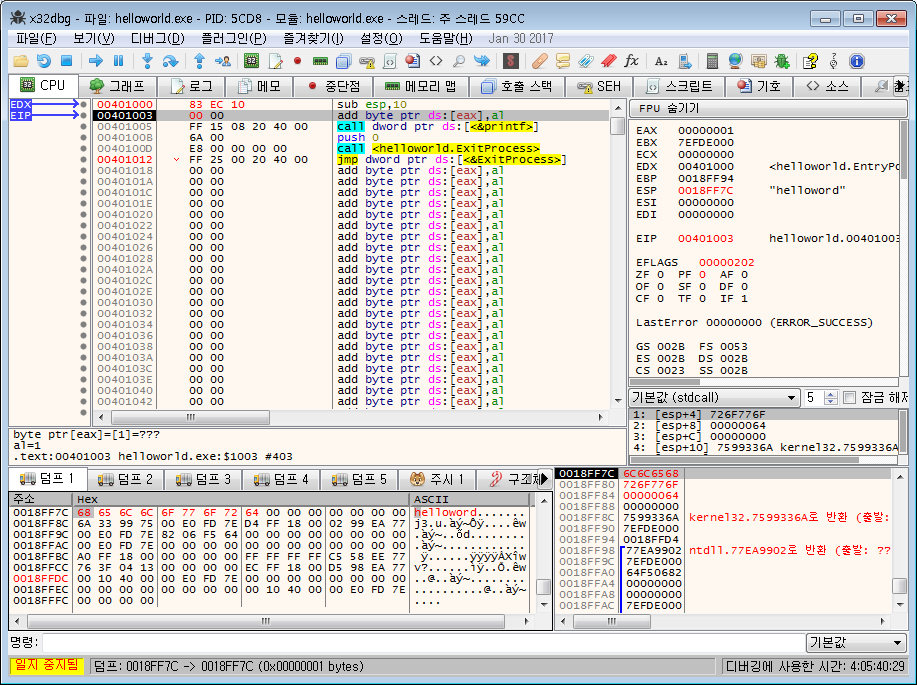 x32dbg - 파일: helloworld.exe - PID: 5CD8 - 모듈: helloworld.exe - 스레드: 주 스레드 59CC
파일(F) 보기(V) 디버그(D) 플러그인(P) 즐겨찾기(I) 설정(O) 도움말(H) Jan 30 2017
CPU 그래프 로그 메모 중단점 메모리 맵 호출 스택 SEH 스크립트 기호 소스
EDX 00401000 83 EC 10 sub esp,10
EIP 00401003 00 00 add byte ptr ds:[eax],al
00401005 FF 15 08 20 40 00 call dword ptr ds:[<&printf>]
0040100B 6A 00 push 0
0040100D E8 00 00 00 00 call <helloworld.ExitProcess>
00401012 FF 25 00 20 40 00 jmp dword ptr ds:[<&ExitProcess>]
00401018 00 00 add byte ptr ds:[eax],al
0040101A 00 00 add byte ptr ds:[eax],al
0040101C 00 00 add byte ptr ds:[eax],al
0040101E 00 00 add byte ptr ds:[eax],al
00401020 00 00 add byte ptr ds:[eax],al
00401022 00 00 add byte ptr ds:[eax],al
00401024 00 00 add byte ptr ds:[eax],al
00401026 00 00 add byte ptr ds:[eax],al
00401028 00 00 add byte ptr ds:[eax],al
0040102A 00 00 add byte ptr ds:[eax],al
0040102C 00 00 add byte ptr ds:[eax],al
0040102E 00 00 add byte ptr ds:[eax],al
00401030 00 00 add byte ptr ds:[eax],al
00401032 00 00 add byte ptr ds:[eax],al
00401034 00 00 add byte ptr ds:[eax],al
00401036 00 00 add byte ptr ds:[eax],al
00401038 00 00 add byte ptr ds:[eax],al
0040103A 00 00 add byte ptr ds:[eax],al
0040103C 00 00 add byte ptr ds:[eax],al
0040103E 00 00 add byte ptr ds:[eax],al
00401040 00 00 add byte ptr ds:[eax],al
00401042 00 00 add byte ptr ds:[eax],al
FPU 숨기기
EAX 00000001
EBX 7EFDE000
ECX 00000000
EDX 00401000 <helloworld.EntryPo
EBP 0018FF94
ESP 0018FF7C "helloword"
ESI 00000000
EDI 00000000
EIP 00401003 helloworld.00401003
EFLAGS 00000202
ZF 0 PF 0 AF 0
OF 0 SF 0 DF 0
CF 0 TF 0 IF 1
LastError 00000000 (ERROR_SUCCESS)
GS 002B FS 0053
ES 002B DS 002B
CS 0023 SS 002B
기본값 (stdcall) 5 잠금 해제
1: [esp+4] 726F776F
2: [esp+8] 00000064
3: [esp+C] 00000000
4: [esp+10] 7599336A kernel32.7599336A
byte ptr[eax]=[1]=???
al=1
.text:00401003 helloworld.exe:$1003 #403
덤프 1 덤프 2 덤프 3 덤프 4 덤프 5 주시 1 구조체
주소 Hex ASCII
0018FF7C 68 65 6C 6C 6F 77 6F 72 64 00 00 00 00 00 00 00 helloword.......
0018FF8C 6A 33 99 75 00 E0 FD 7E D4 FF 18 00 02 99 EA 77 j3.u.àý~Ôÿ....êw
0018FF9C 00 E0 FD 7E 82 06 F5 64 00 00 00 00 00 00 00 00 .àý~..õd........
0018FFAC 00 E0 FD 7E 00 00 00 00 00 00 00 00 00 00 00 00 .àý~............
0018FFBC A0 FF 18 00 00 00 00 00 FF FF FF FF C5 58 EE 77
0018FFCC 76 3F 04 13 00 00 00 00 EC FF 18 00 D5 98 EA 77 v?......ìÿ..Õ.êw
0018FFDC 00 10 40 00 00 E0 FD 7E 00 00 00 00 00 00 00 00 ..@..àý~........
0018FFEC 00 00 00 00 00 00 00 00 00 10 40 00 00 E0 FD 7E ..........@..àý~
0018FFFC 00 00 00 00 ....
0018FF7C 6C6C6568
0018FF80 726F776F
0018FF84 00000064
0018FF88 00000000
0018FF8C 7599336A kernel32.7599336A로 반환 (출발:
0018FF90 7EFDE000
0018FF94 0018FFD4
0018FF98 77EA9902 ntdll.77EA9902로 반환 (출발: ??
0018FF9C 7EFDE000
0018FFA0 64F50682
0018FFA4 00000000
0018FFA8 00000000
0018FFAC 7EFDE000
명령: 기본값
일지 중지됨 덤프: 0018FF7C -> 0018FF7C (0x00000001 bytes) 디버깅에 사용한 시간: 4:05:40:29